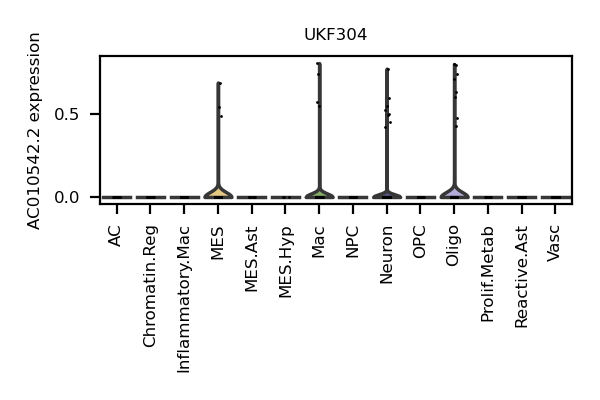 UKF304
AC010542.2 expression
0.5
0.0
AC
Chromatin.Reg
Inflammatory.Mac
MES
MES.Ast
MES.Hyp
Mac
NPC
Neuron
OPC
Oligo
Prolif.Metab
Reactive.Ast
Vasc